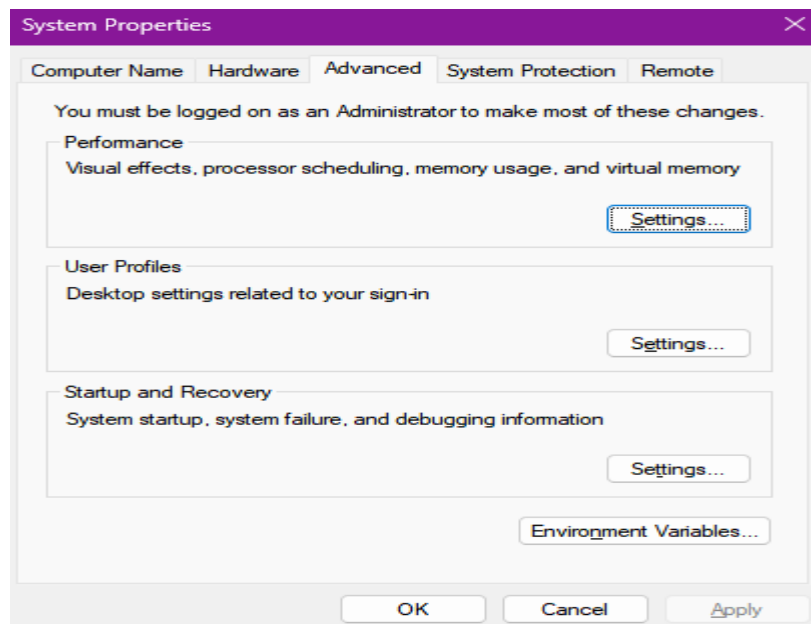 System Properties
Computer Name Hardware Advanced System Protection Remote
You must be logged on as an Administrator to make most of these changes.
Performance
Visual effects, processor scheduling, memory usage, and virtual memory
Settings...
User Profiles
Desktop settings related to your sign-in
Settings...
Startup and Recovery
System startup, system failure, and debugging information
Settings...
Environment Variables...
OK Cancel Apply